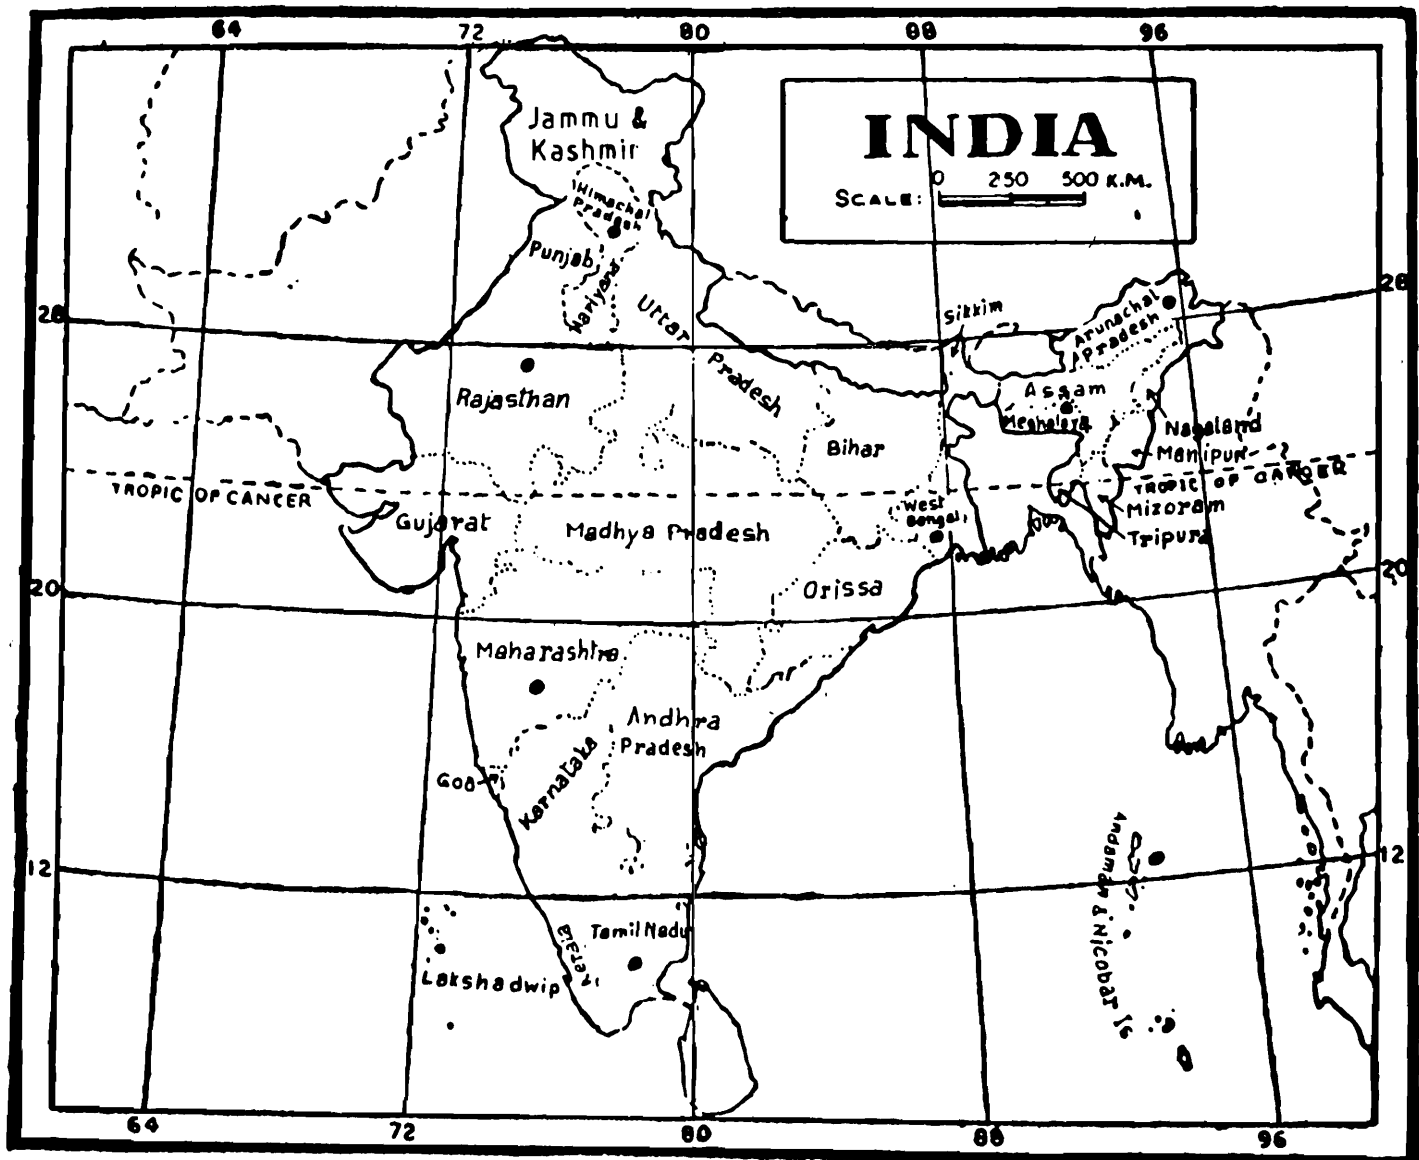 64 72 80 88 96
INDIA
0 250 500 K.M.
SCALE:
Jammu &
Kashmir
Himachal
Pradesh
Punjab
Hariyana
Uttar
Pradesh
Sikkim
Arunachal
Pradesh
28 28
Rajasthan
Assam
Meghalaya
Bihar
Nagaland
Manipur
TROPIC OF CANCER
TROPIC OF CANCER
Mizoram
Tripura
Gujarat
Madhya Pradesh
West
Bengal
Orissa
20 20
Maharashtra
Andhra
Pradesh
Karnataka
Goa
12 12
Andaman & Nicobar Is
Tamil Nadu
Kerala
Lakshadwip
64 72 80 88 96